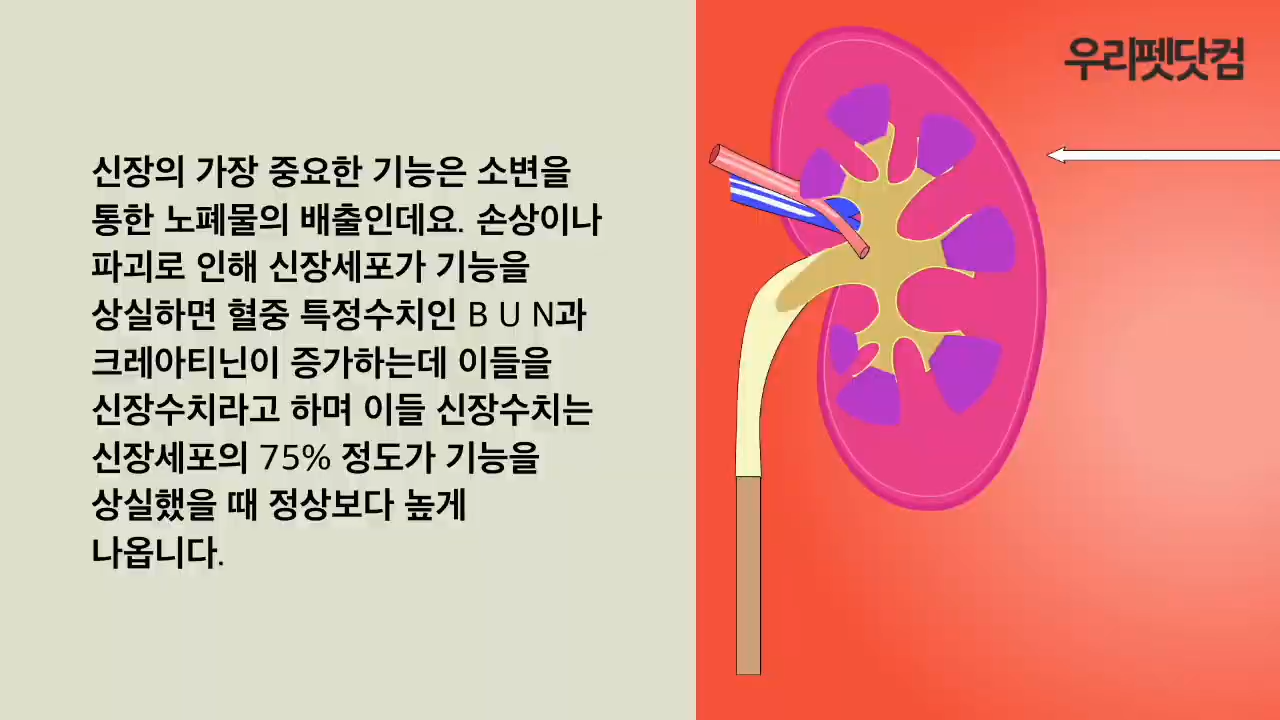 우리펫닷컴
신장의 가장 중요한 기능은 소변을
통한 노폐물의 배출인데요. 손상이나
파괴로 인해 신장세포가 기능을
상실하면 혈중 특정수치인 B U N과
크레아티닌이 증가하는데 이들을
신장수치라고 하며 이들 신장수치는
신장세포의 75% 정도가 기능을
상실했을 때 정상보다 높게
나옵니다.